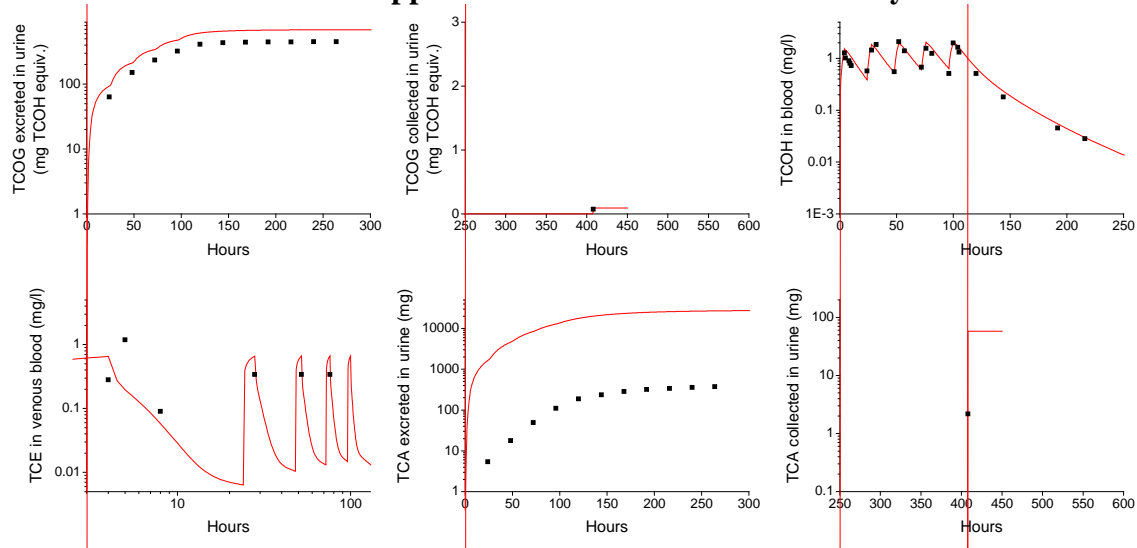 TCOG excreted in urine
(mg TCOH equiv.)
100
10
1
0 50 100 150 200 250 300
Hours
TCOG collected in urine
(mg TCOH equiv.)
3
2
1
0
250 300 350 400 450 500 550 600
Hours
TCOH in blood (mg/l)
1
0.1
0.01
1E-3
0 50 100 150 200 250
Hours
TCE in venous blood (mg/l)
1
0.1
0.01
10 100
Hours
TCA excreted in urine (mg)
10000
1000
100
10
1
0 50 100 150 200 250 300
Hours
TCA collected in urine (mg)
100
10
1
0.1
250 300 350 400 450 500 550 600
Hours